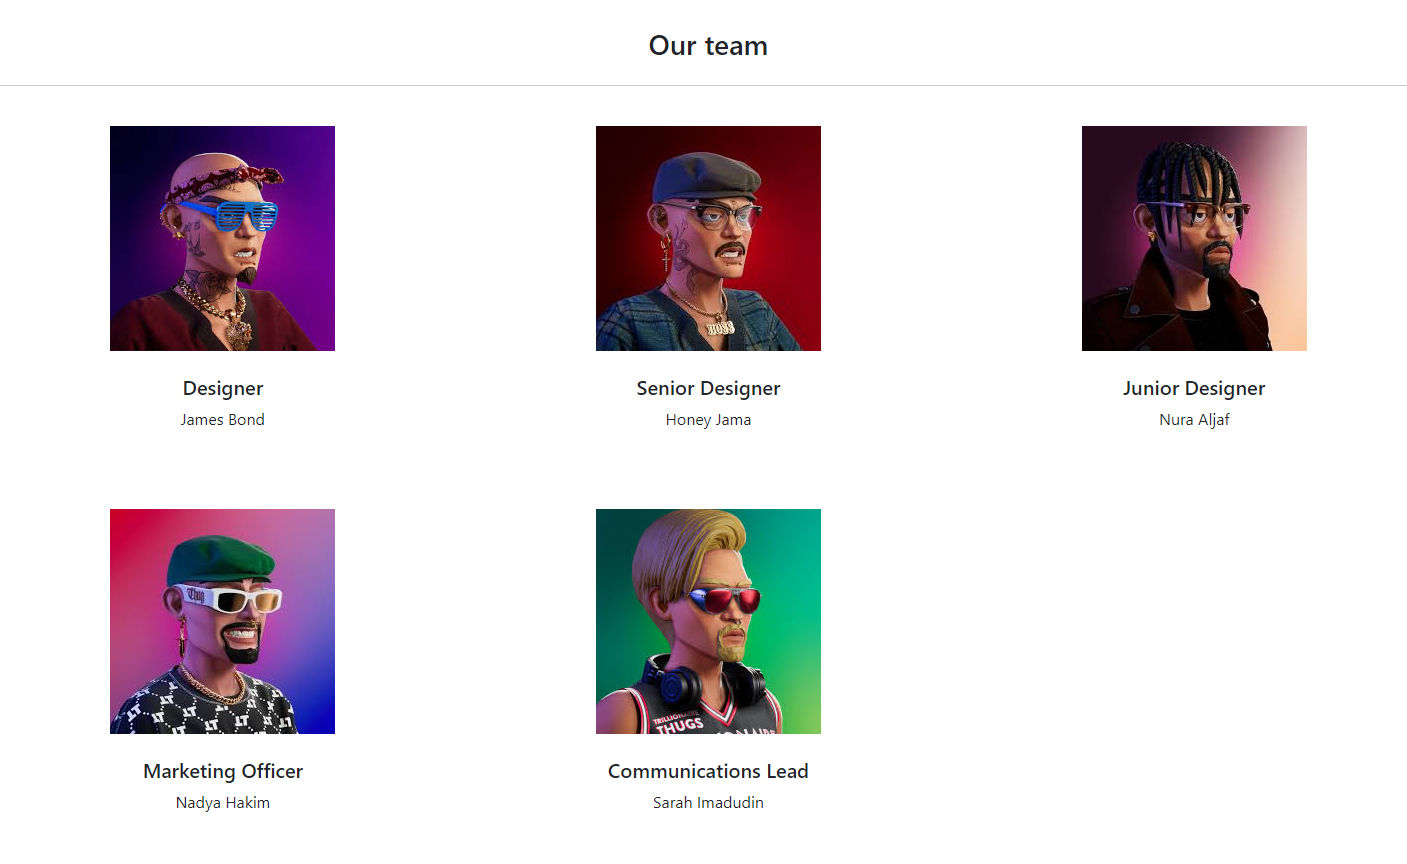 Our team
BOSS
Designer
Senior Designer
Junior Designer
James Bond
Honey Jama
Nura Aljaf
Thug
TRILLIONAIRE
THUGS
Marketing Officer
Communications Lead
Nadya Hakim
Sarah Imadudin